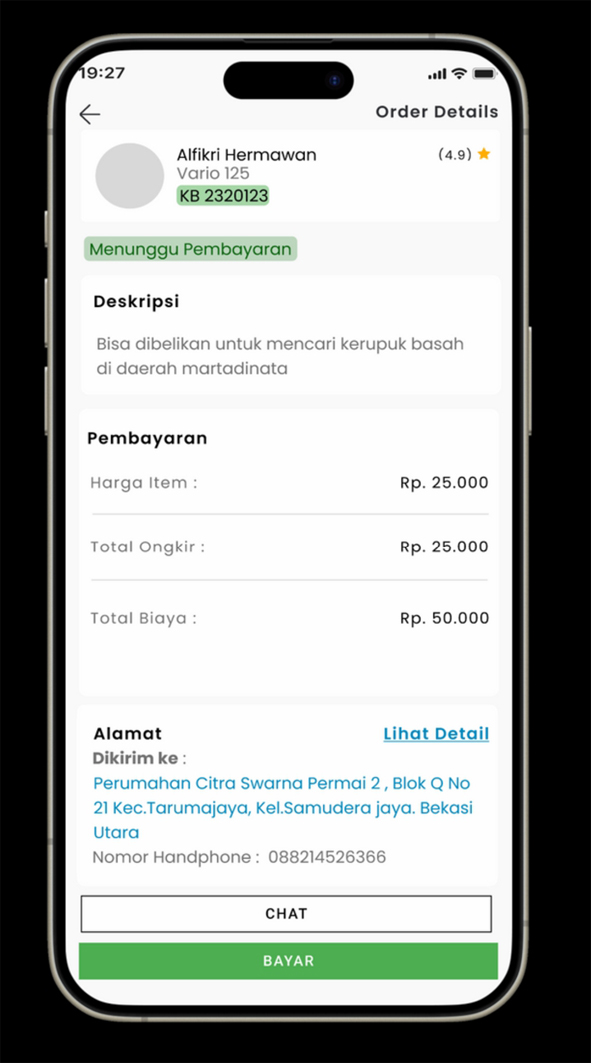 19:27
Order Details
Alfikri Hermawan
(4.9)
Vario 125
KB 2320123
Menunggu Pembayaran
Deskripsi
Bisa dibelikan untuk mencari kerupuk basah
di daerah martadinata
Pembayaran
Harga Item :
Rp. 25.000
Total Ongkir :
Rp. 25.000
Total Biaya :
Rp. 50.000
Alamat
Lihat Detail
Dikirim ke :
Perumahan Citra Swarna Permai 2 , Blok Q No
21 Kec.Tarumajaya, Kel.Samudera jaya. Bekasi
Utara
Nomor Handphone : 088214526366
CHAT
BAYAR